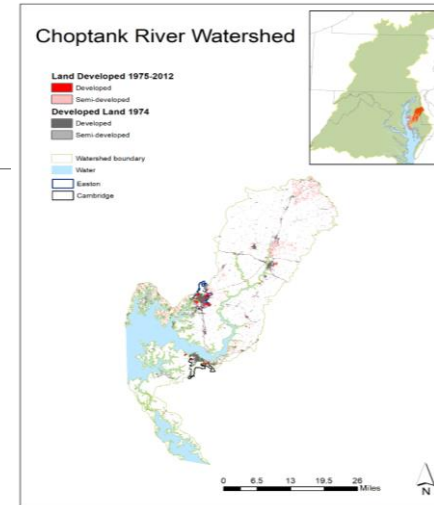 Choptank River Watershed
Land Developed 1975-2012
Developed
Semi-developed
Developed Land 1974
Developed
Semi-developed
Watershed boundary
Water
Easton
Cambridge
0 6.5 13 19.5 26
Miles
N